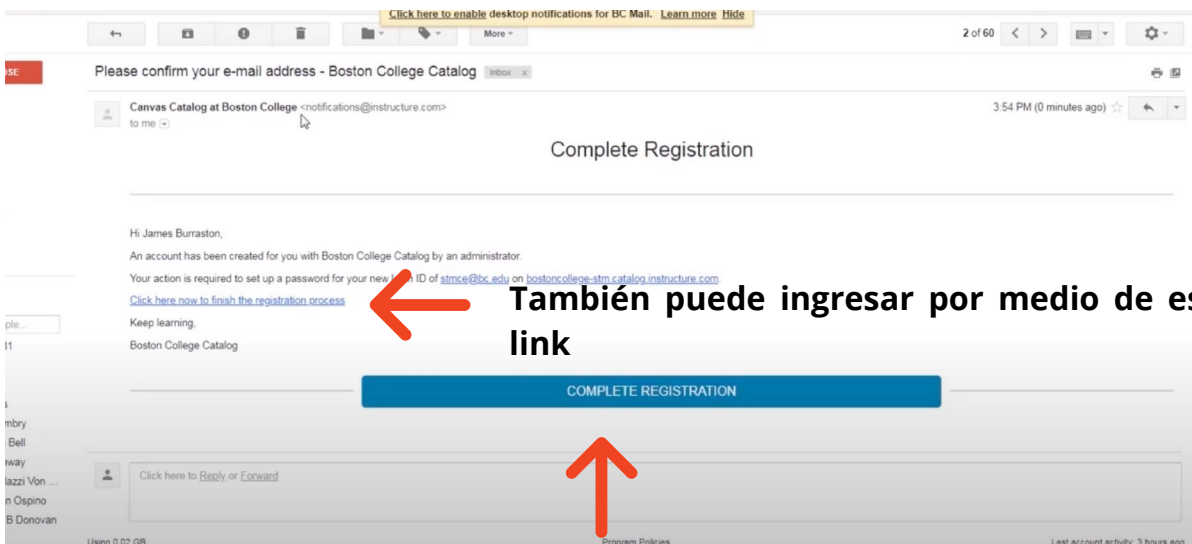 Click here to enable desktop notifications for BC Mail. Learn more Hide
More
2 of 60
Please confirm your e-mail address - Boston College Catalog Inbox x
Canvas Catalog at Boston College <notifications@instructure.com>
3:54 PM (0 minutes ago)
to me
Complete Registration
Hi James Burraston,
An account has been created for you with Boston College Catalog by an administrator.
Your action is required to set up a password for your new ID of stmce@bc.edu on bostoncollege-stm.catalog.instructure.com.
Click here now to finish the registration process
También puede ingresar por medio de es
link
Keep learning,
Boston College Catalog
COMPLETE REGISTRATION
Bell
Click here to Reply or Forward
lazzi Von ...
n Ospino
B Donovan
Using 0.02 GB
Program Policies
Last account activity: 3 hours ago